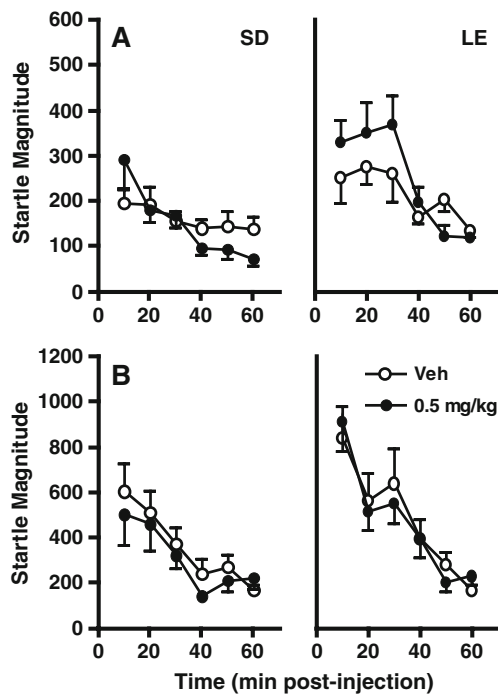 A SD LE
600
500
400
300
200
100
0
Startle Magnitude
0 20 40 60 0 20 40 60
B
1200
1000
800
600
400
200
0
Startle Magnitude
Veh
0.5 mg/kg
0 20 40 60 0 20 40 60
Time (min post-injection)